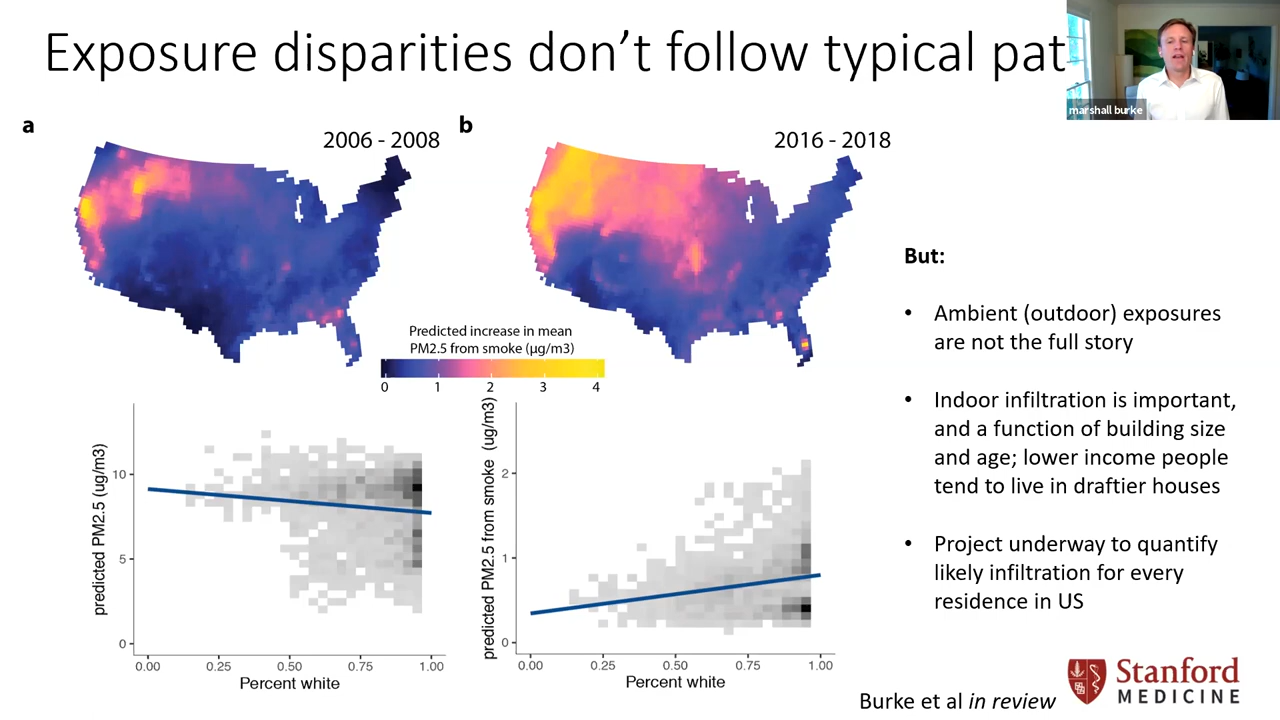 Exposure disparities don't follow typical pat
marshall burke
a
2006 - 2008
b
2016 - 2018
Predicted increase in mean
PM2.5 from smoke (µg/m3)
0 1 2 3 4
predicted PM2.5 (ug/m3)
10
5
0
0.00 0.25 0.50 0.75 1.00
Percent white
predicted PM2.5 from smoke (ug/m3)
2
1
0
0.00 0.25 0.50 0.75 1.00
Percent white
But:
• Ambient (outdoor) exposures
are not the full story
• Indoor infiltration is important,
and a function of building size
and age; lower income people
tend to live in draftier houses
• Project underway to quantify
likely infiltration for every
residence in US
Burke et al in review
Stanford
MEDICINE